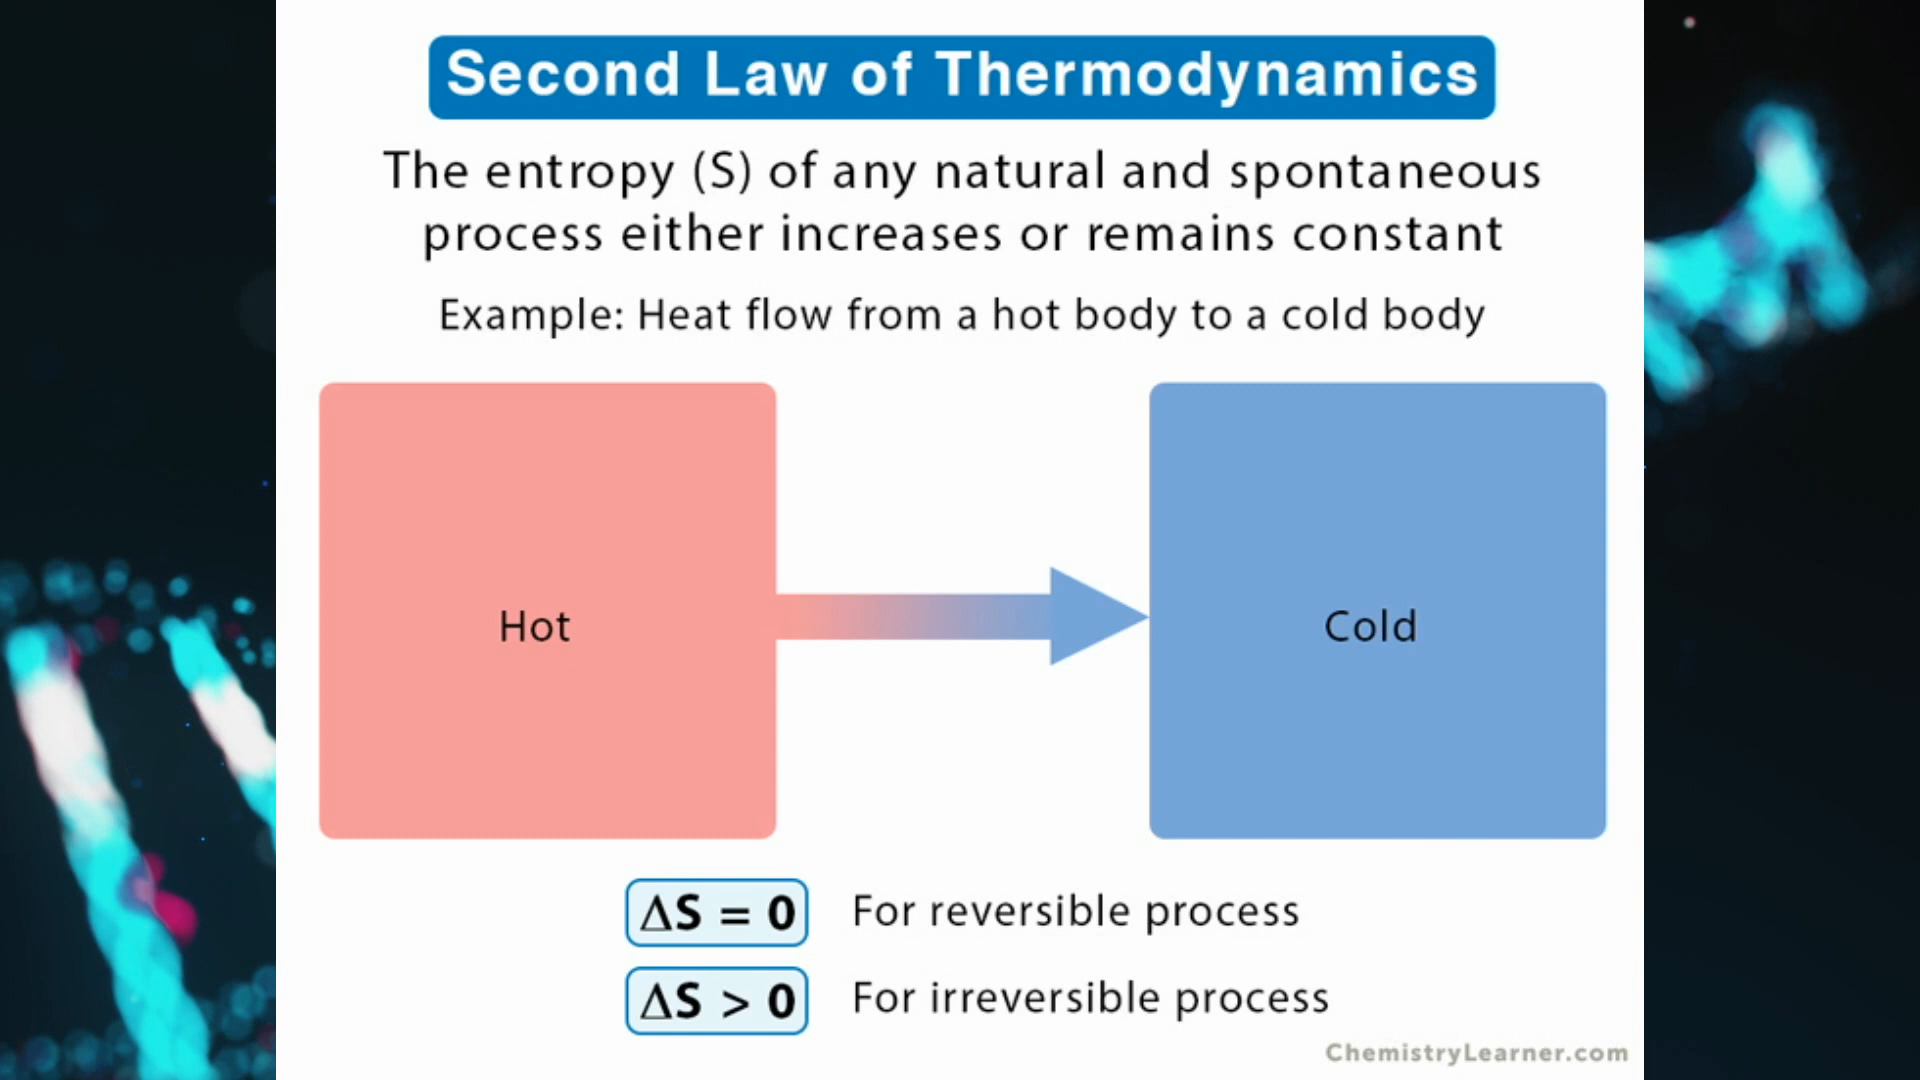 Second Law of Thermodynamics
The entropy (S) of any natural and spontaneous
process either increases or remains constant
Example: Heat flow from a hot body to a cold body
Hot
Cold
ΔS = 0 For reversible process
ΔS > 0 For irreversible process
ChemistryLearner.com